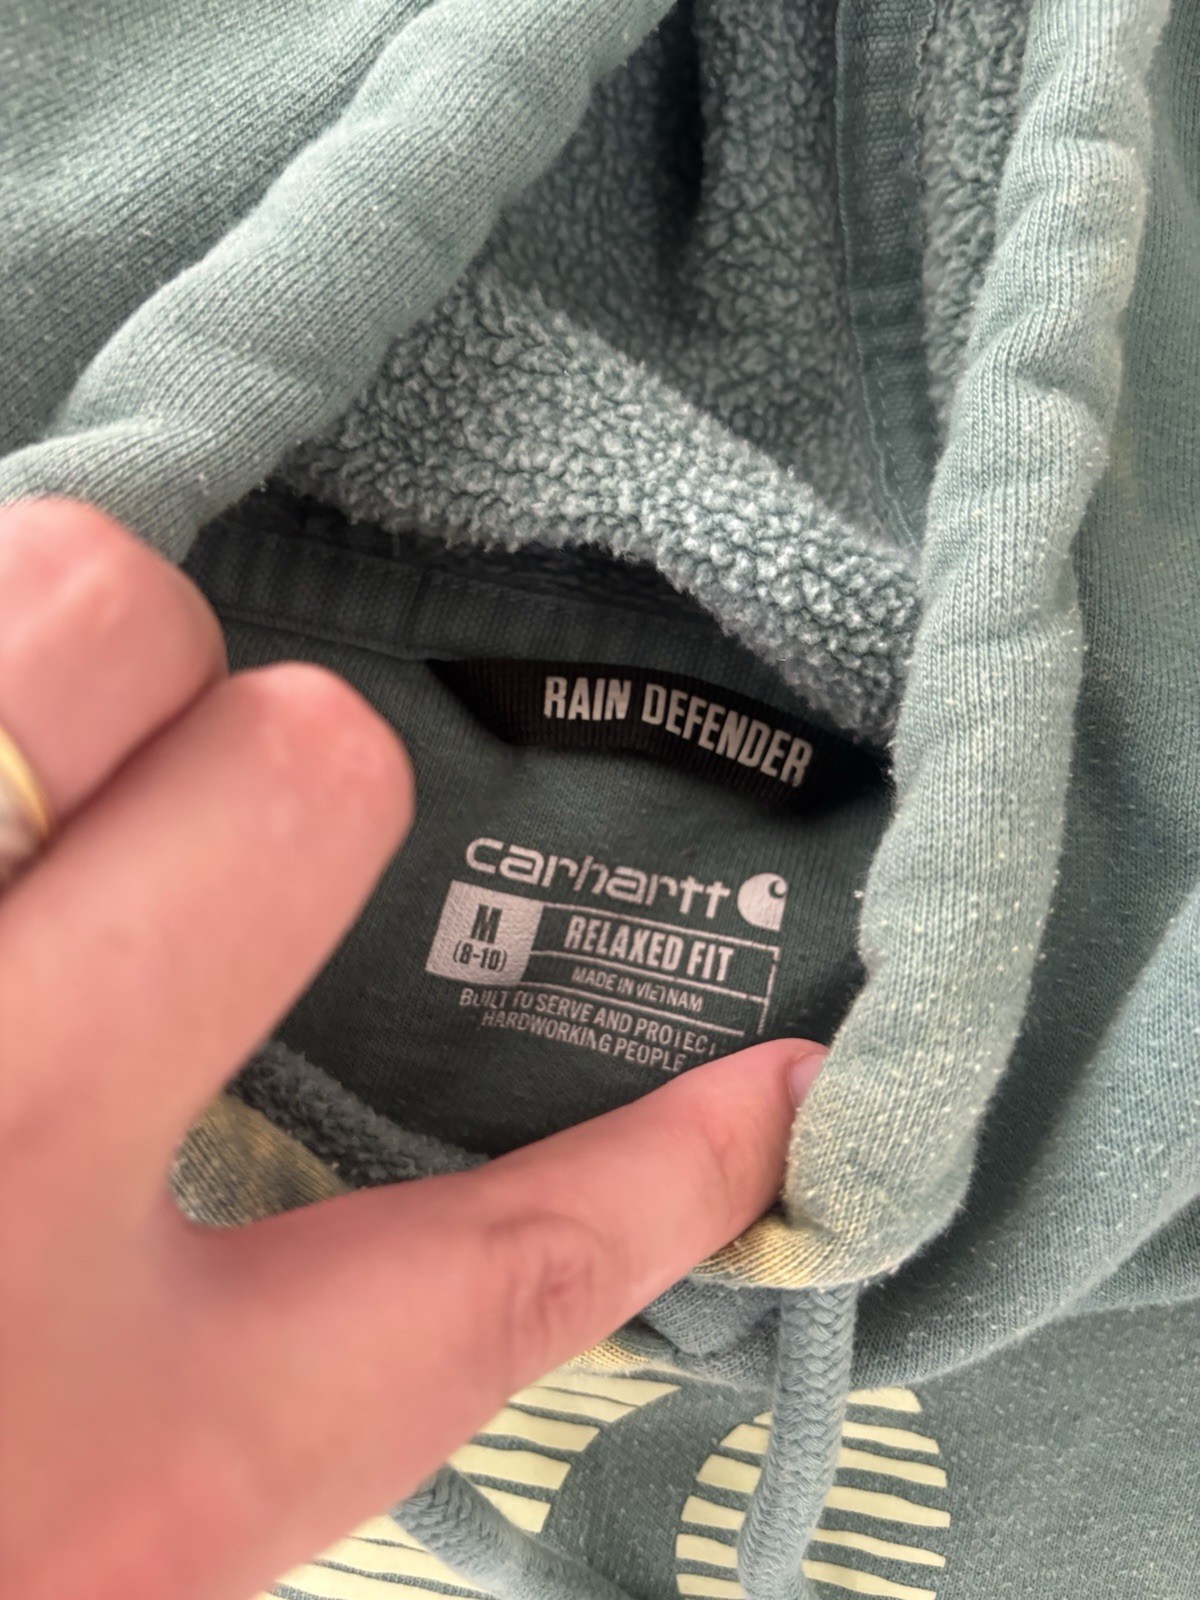 RAIN DEFENDER
carhartt
M
(8-10)
RELAXED FIT
MADE IN VIETNAM
BUILT TO SERVE AND PROTECT
HARDWORKING PEOPLE